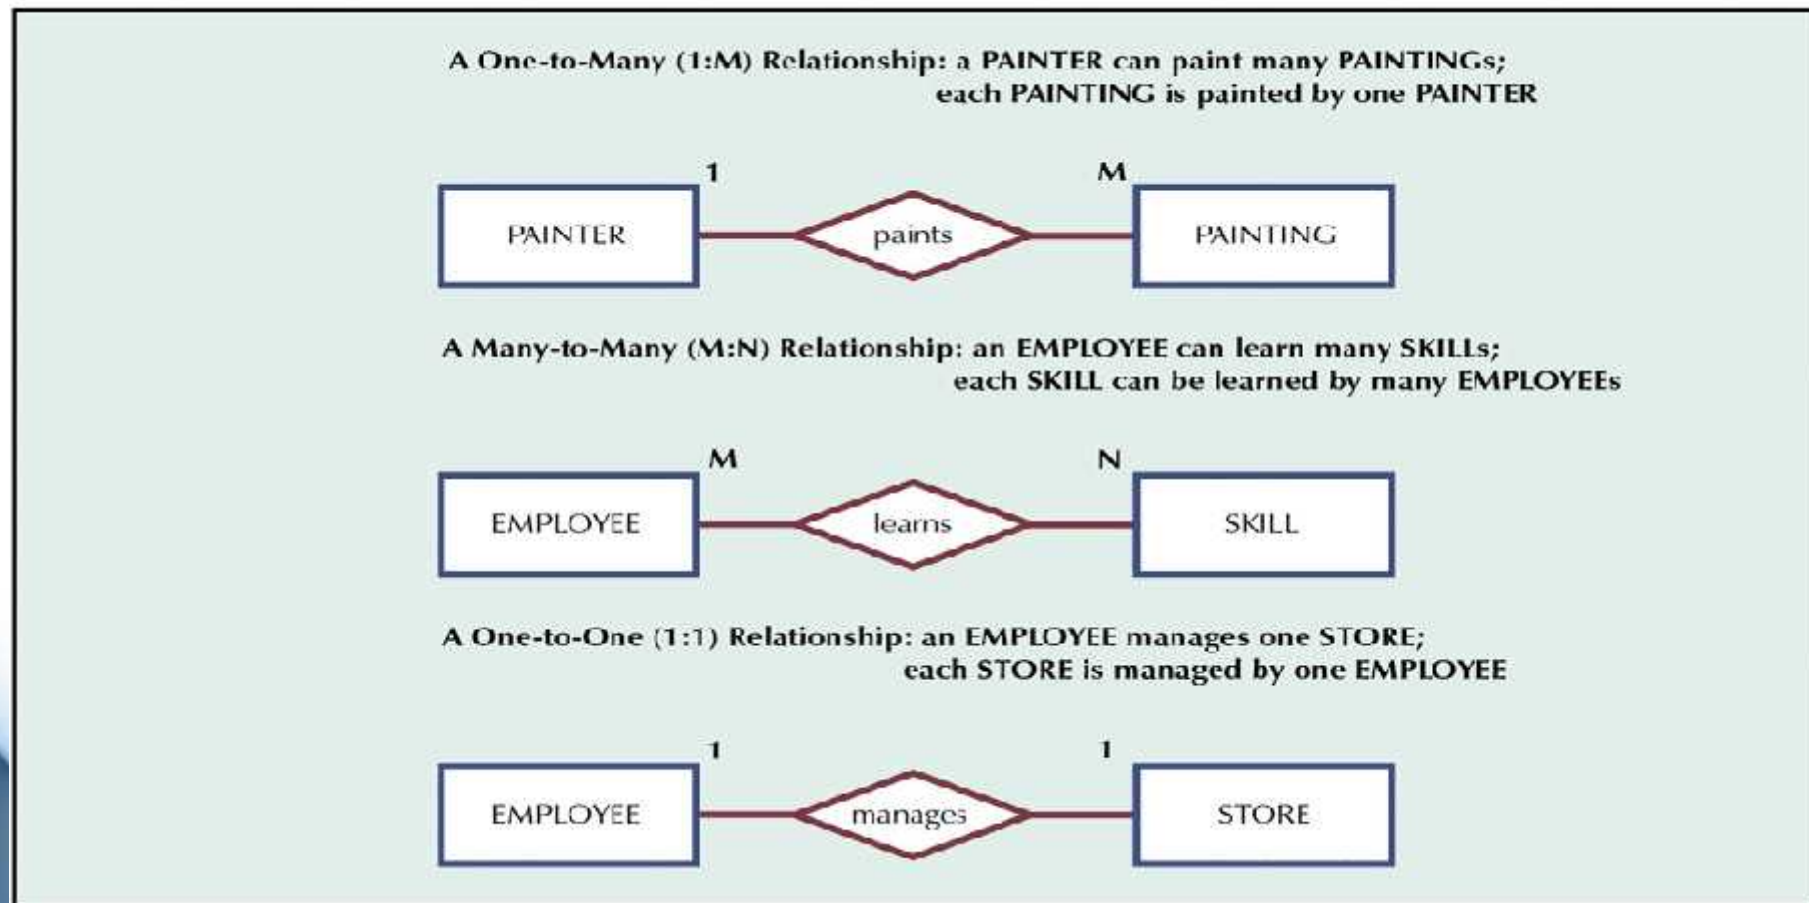 A One-to-Many (1:M) Relationship: a PAINTER can paint many PAINTINGs;
each PAINTING is painted by one PAINTER
1 M
PAINTER paints PAINTING
A Many-to-Many (M:N) Relationship: an EMPLOYEE can learn many SKILLs;
each SKILL can be learned by many EMPLOYEEs
M N
EMPLOYEE learns SKILL
A One-to-One (1:1) Relationship: an EMPLOYEE manages one STORE;
each STORE is managed by one EMPLOYEE
1 1
EMPLOYEE manages STORE